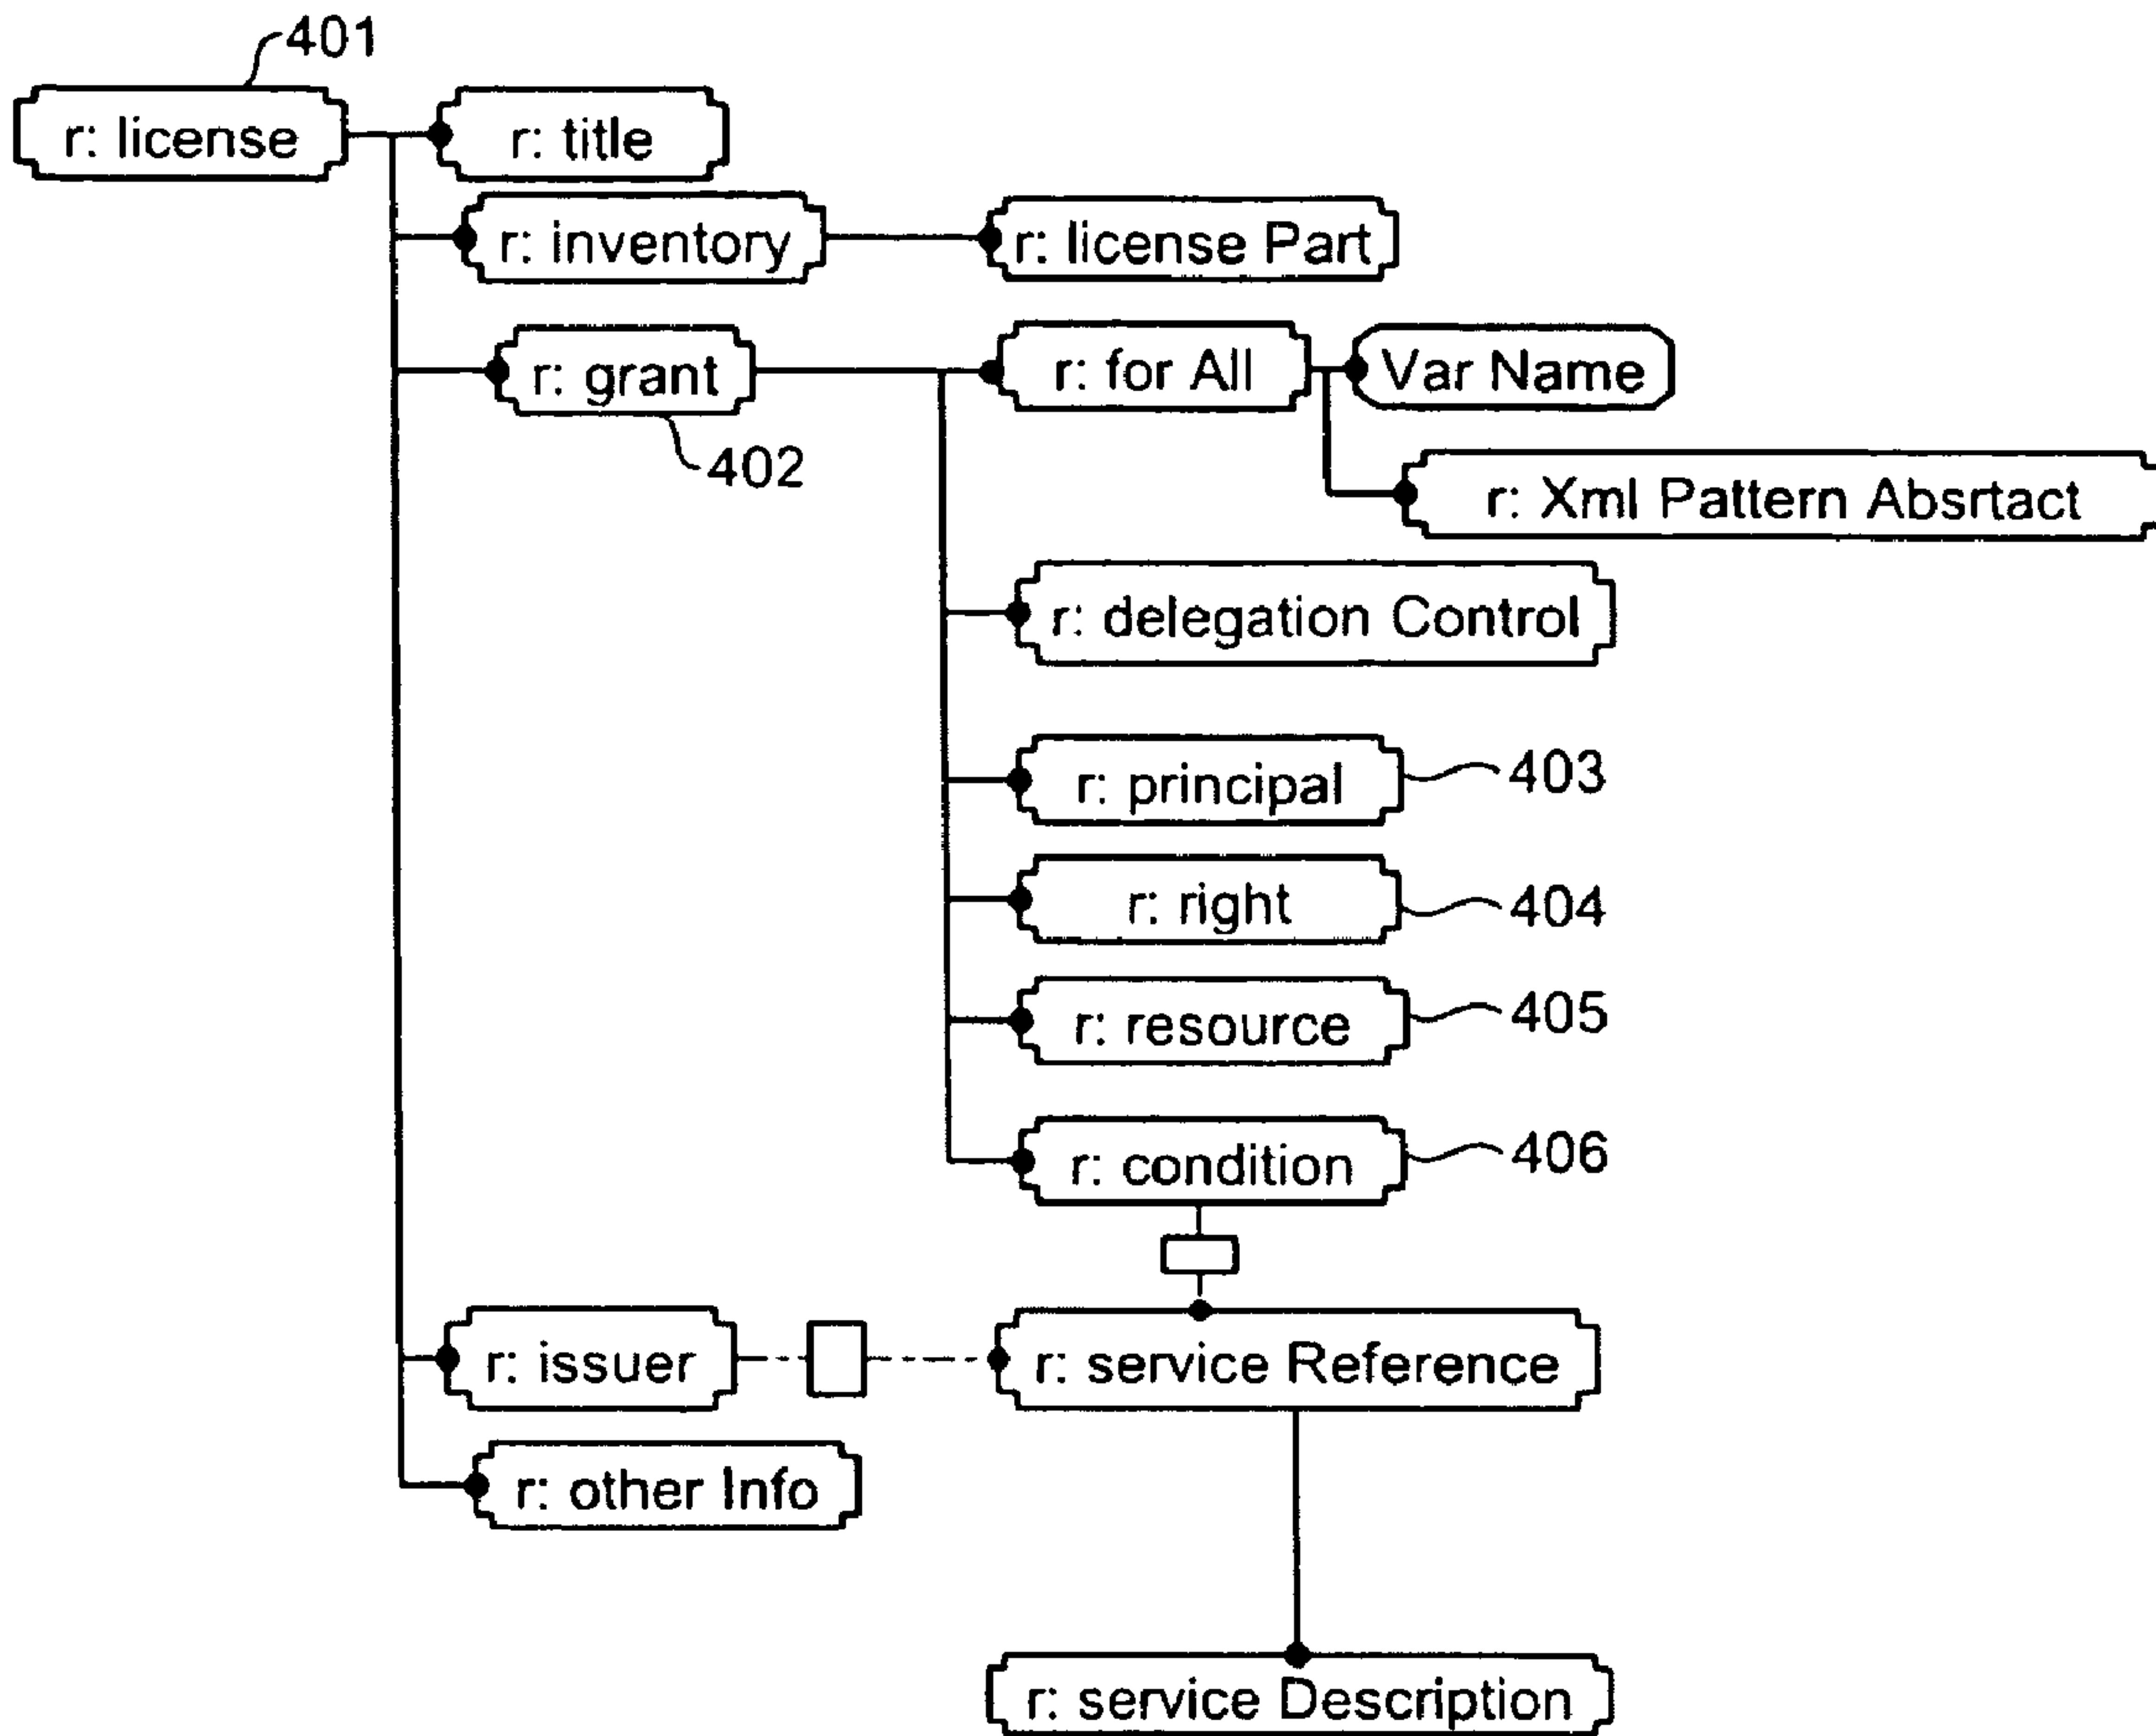 401
r: license
r: title
r: inventory
r: license Part
r: grant
r: for All
Var Name
402
r: Xml Pattern Absrtact
r: delegation Control
r: principal
403
r: right
404
r: resource
405
r: condition
406
r: issuer
r: service Reference
r: other Info
r: service Description